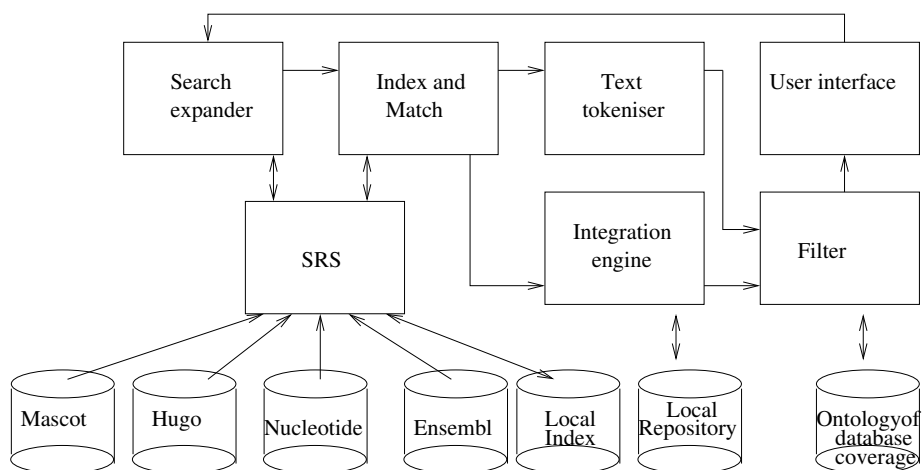 Search
expander
Index and
Match
Text
tokeniser
User interface
SRS
Integration
engine
Filter
Mascot
Hugo
Nucleotide
Ensembl
Local
Index
Local
Repository
Ontologyof
database
coverage